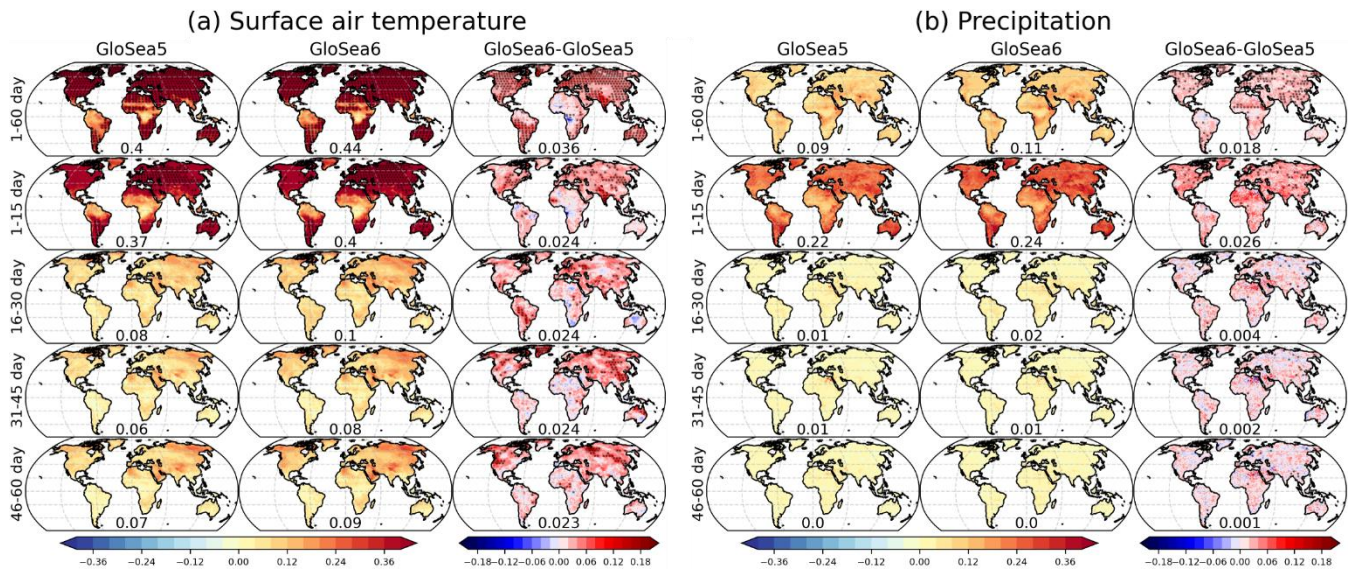 (a) Surface air temperature
(b) Precipitation
GloSea5 GloSea6 GloSea6-GloSea5 GloSea5 GloSea6 GloSea6-GloSea5
1-60 day 0.4 0.44 0.036 1-60 day 0.09 0.11 0.018
1-15 day 0.37 0.4 0.024 1-15 day 0.22 0.24 0.026
16-30 day 0.08 0.1 0.024 16-30 day 0.01 0.02 0.004
31-45 day 0.06 0.08 0.024 31-45 day 0.01 0.01 0.002
46-60 day 0.07 0.09 0.023 46-60 day 0.0 0.0 0.001
−0.36 −0.24 −0.12 0.00 0.12 0.24 0.36 −0.18 −0.12 −0.06 0.00 0.06 0.12 0.18 −0.36 −0.24 −0.12 0.00 0.12 0.24 0.36 −0.18 −0.12 −0.06 0.00 0.06 0.12 0.18